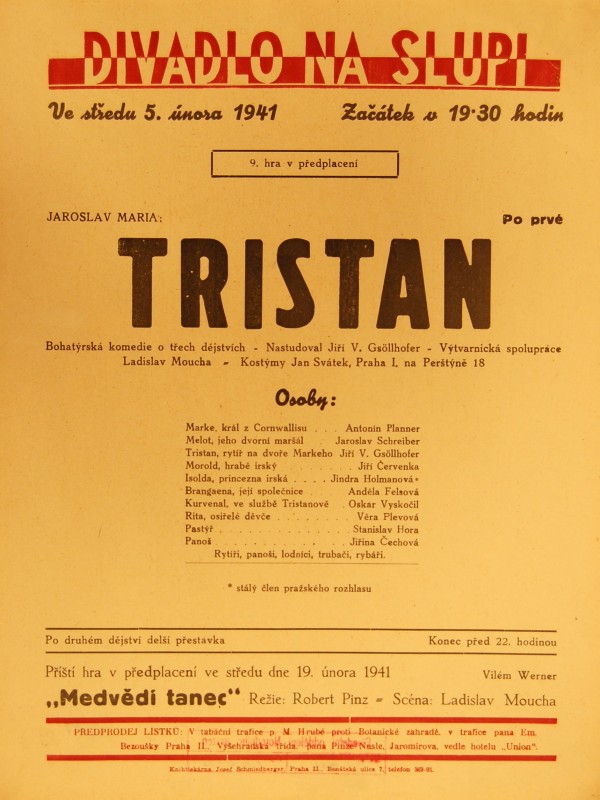 DIVADLO NA SLUPI
Ve středu 5. února 1941 Začátek v 19·30 hodin
9. hra v předplacení
JAROSLAV MARIA: Po prvé
TRISTAN
Bohatýrská komedie o třech dějstvích - Nastudoval Jiří V. Gsöllhofer - Výtvarnická spolupráce
Ladislav Moucha - Kostýmy Jan Svátek, Praha I, na Perštýně 18
Osoby:
Marke, král z Cornwallisu . . . Antonín Planner
Melot, jeho dvorní maršál . Jaroslav Schreiber
Tristan, rytíř na dvoře Markeho Jiří V. Gsöllhofer
Morold, hrabě irský . . . . . . . Jiří Červenka
Isolda, princezna irská . . . . Jindra Holmanová*
Brangaena, její společnice . . . Anděla Felsová
Kurvenal, ve službě Tristanově . Oskar Vyskočil
Rita, osiřelé děvče . . . . . . . Věra Plevová
Pastýř . . . . . . . . . . . . Stanislav Hora
Panoš . . . . . . . . . . . . Jiřina Čechová
Rytíři, panoši, lodníci, trubači, rybáři.
* stálý člen pražského rozhlasu
Po druhém dějství delší přestávka Konec před 22. hodinou
Příští hra v předplacení ve středu dne 19. února 1941 Vilém Werner
„Medvědí tanec“ Režie: Robert Pinz - Scéna: Ladislav Moucha
PŘEDPRODEJ LÍSTKU: V tabáční trafice p. M. Hrubé proti Botanické zahradě, v trafice pana Em.
Bezoušky Praha II., Vyšehradská třída, pana Pinze Nusle, Jaromírova, vedle hotelu „Union“.
Knihtiskárna Josef Schmiedberger, Praha II., Benátská ulice 7, telefon